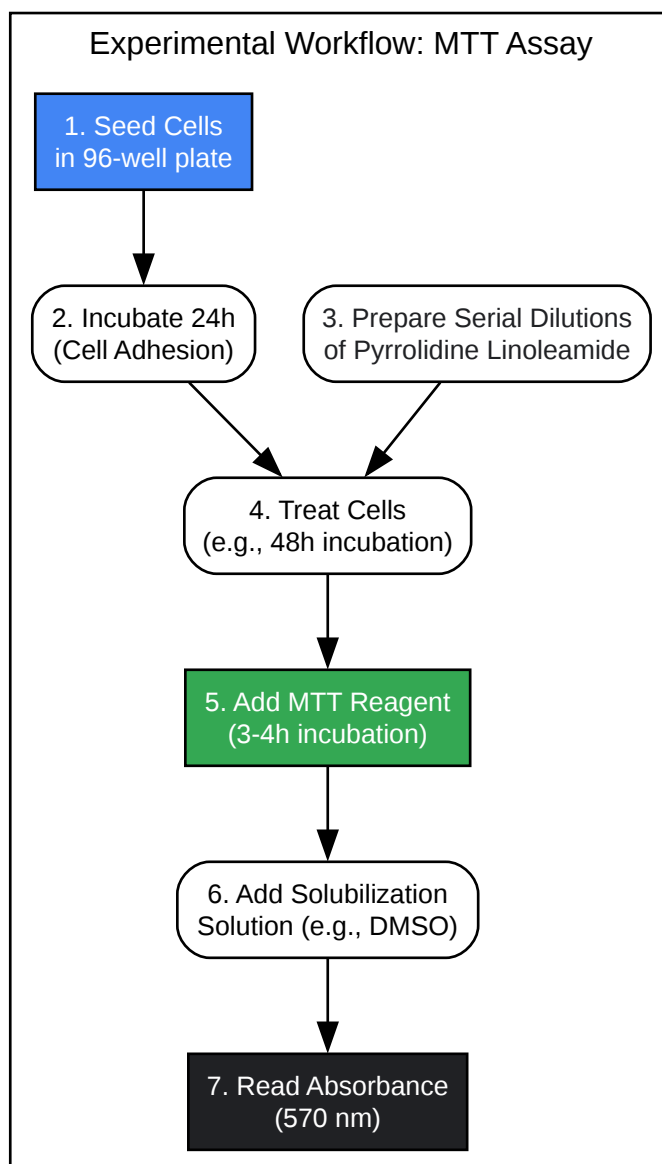 Experimental Workflow: MTT Assay
1. Seed Cells
in 96-well plate
2. Incubate 24h
(Cell Adhesion)
3. Prepare Serial Dilutions
of Pyrrolidine Linoleamide
4. Treat Cells
(e.g., 48h incubation)
5. Add MTT Reagent
(3-4h incubation)
6. Add Solubilization
Solution (e.g., DMSO)
7. Read Absorbance
(570 nm)